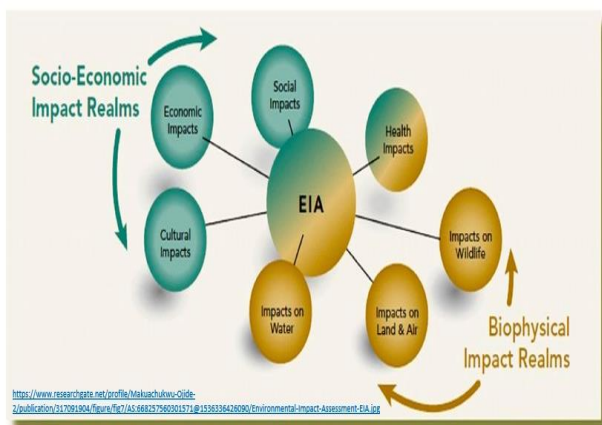 Socio-Economic
Impact Realms
Economic
Impacts
Social
Impacts
Health
Impacts
EIA
Cultural
Impacts
Impacts on
Wildlife
Impacts on
Water
Impacts on
Land & Air
Biophysical
Impact Realms
https://www.researchgate.net/profile/Makuachukwu-Ojide-
2/publication/317091904/figure/fig7/AS:668257560301571@1536336426090/Environmental-Impact-Assessment-EIA.jpg